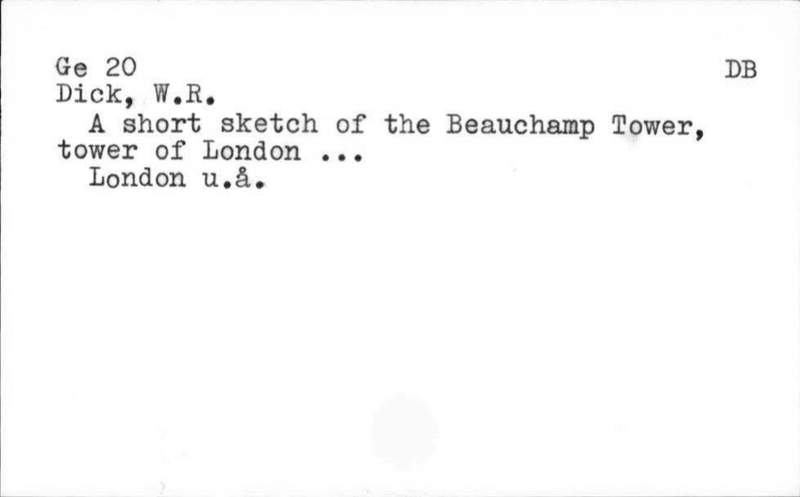 Ge 20 DB
Dick, W.R.
A short sketch of the Beauchamp Tower,
tower of London ...
London u.å.